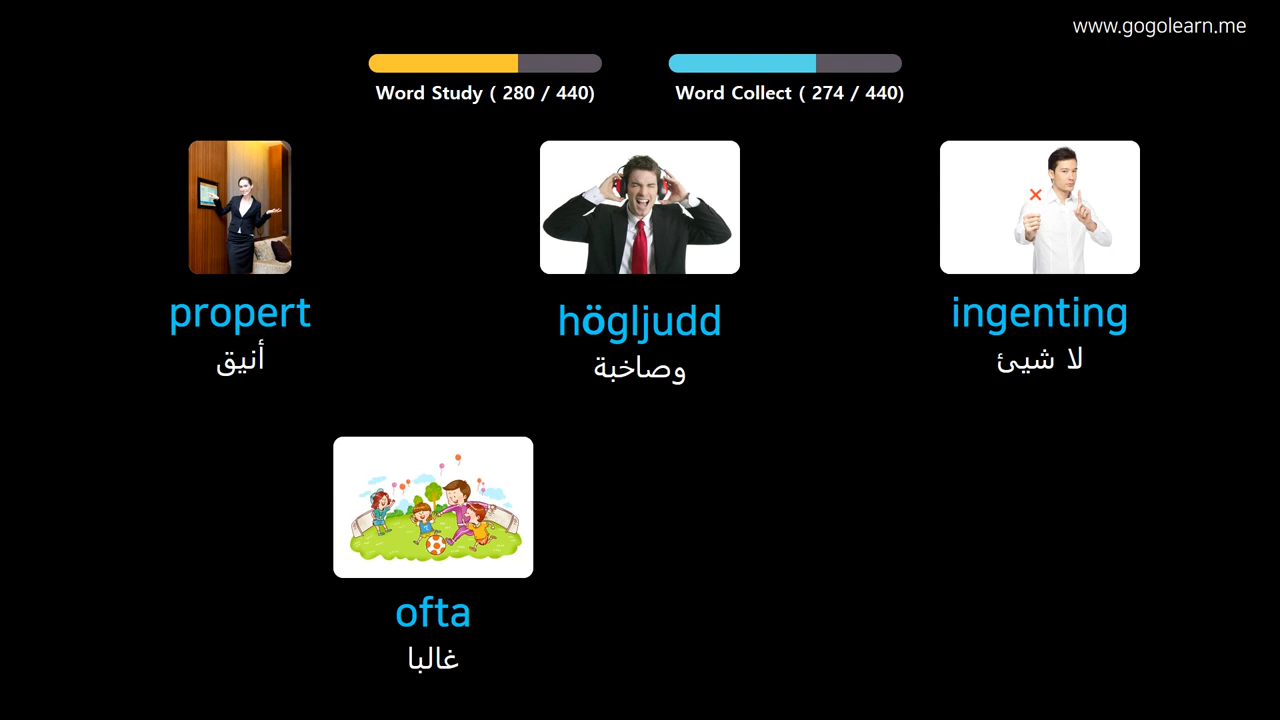 www.gogolearn.me
Word Study ( 280 / 440)
Word Collect ( 274 / 440)
propert
أنيق
högljudd
وصاخبة
ingenting
لا شيئ
ofta
غالبا